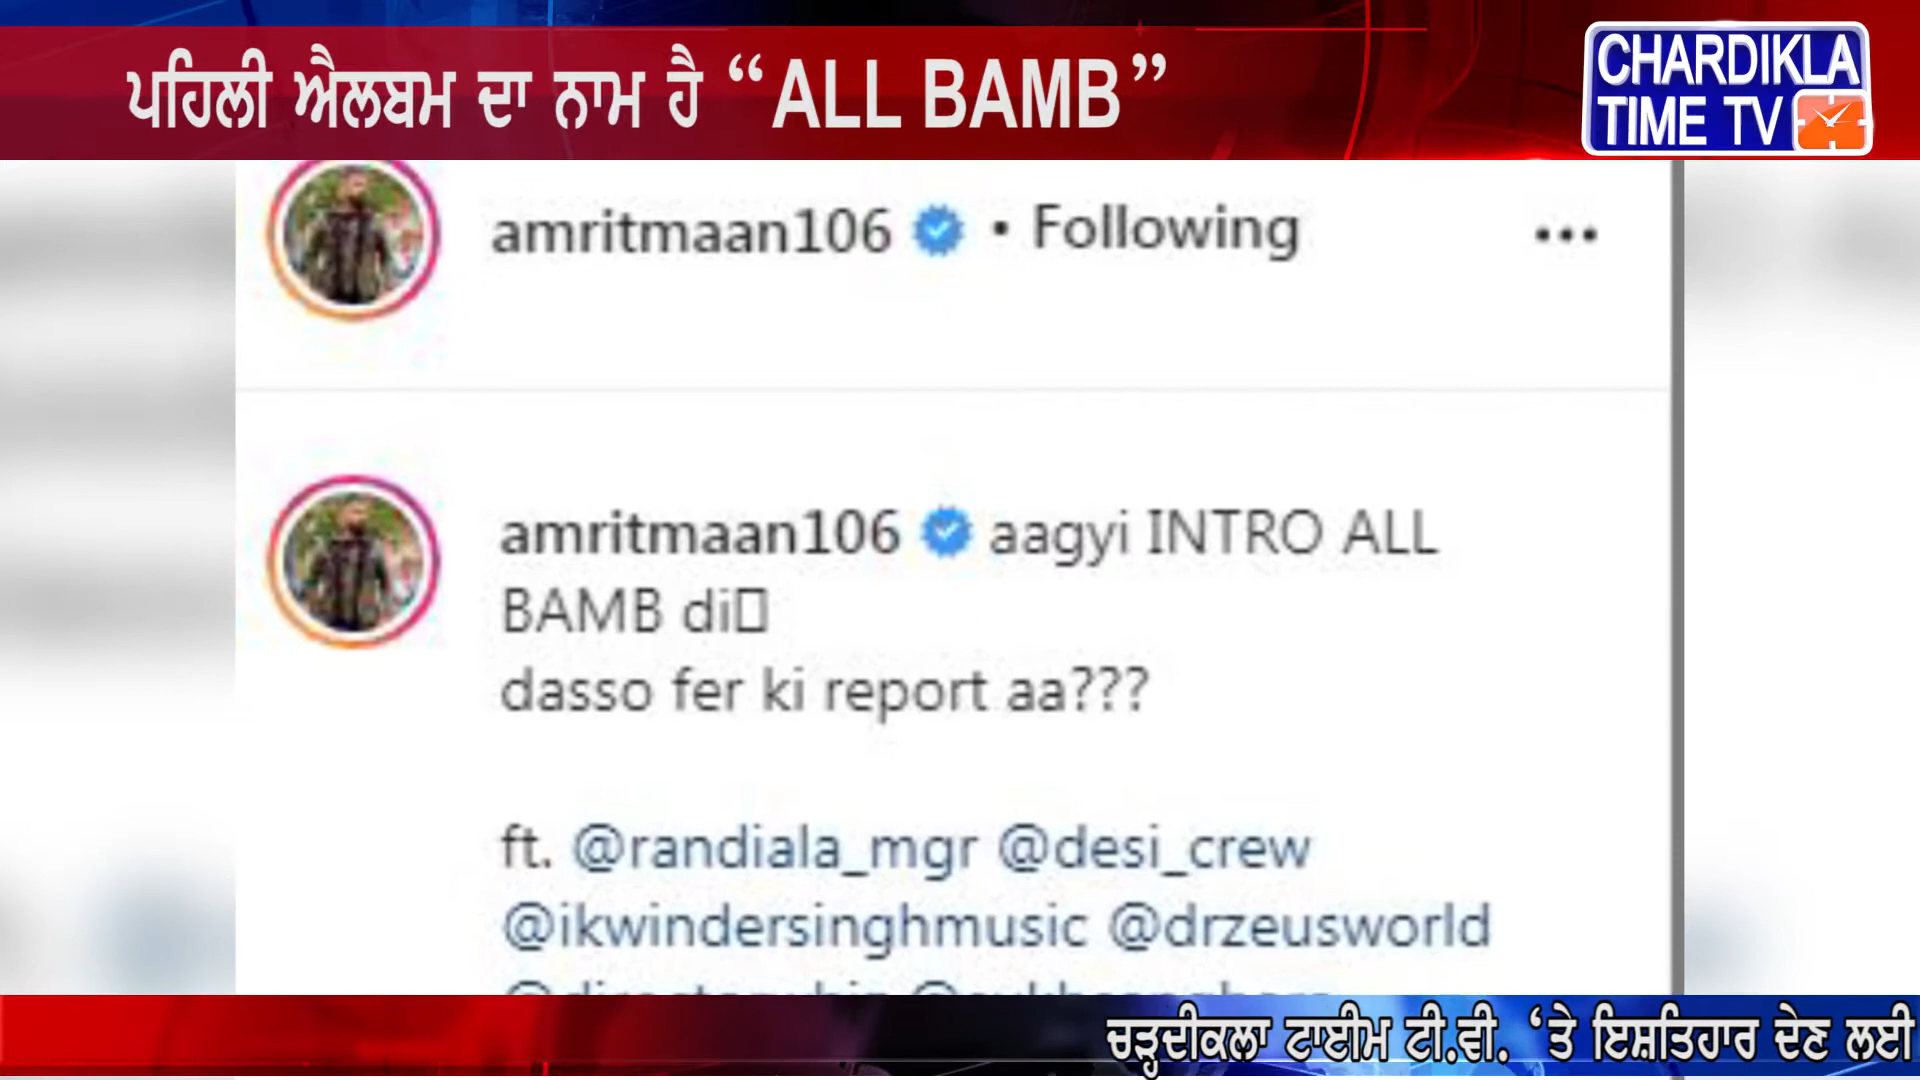 ਪਹਿਲੀ ਐਲਬਮ ਦਾ ਨਾਮ ਹੈ “ALL BAMB”
CHARDIKLA
TIME TV
amritmaan106 • Following
amritmaan106 aagyi INTRO ALL
BAMB di
dasso fer ki report aa???
ft. @randiala_mgr @desi_crew
@ikwindersinghmusic @drzeusworld
ਚੜ੍ਹਦੀਕਲਾ ਟਾਈਮ ਟੀ.ਵੀ. ‘ਤੇ ਇਸ਼ਤਿਹਾਰ ਦੇਣ ਲਈ